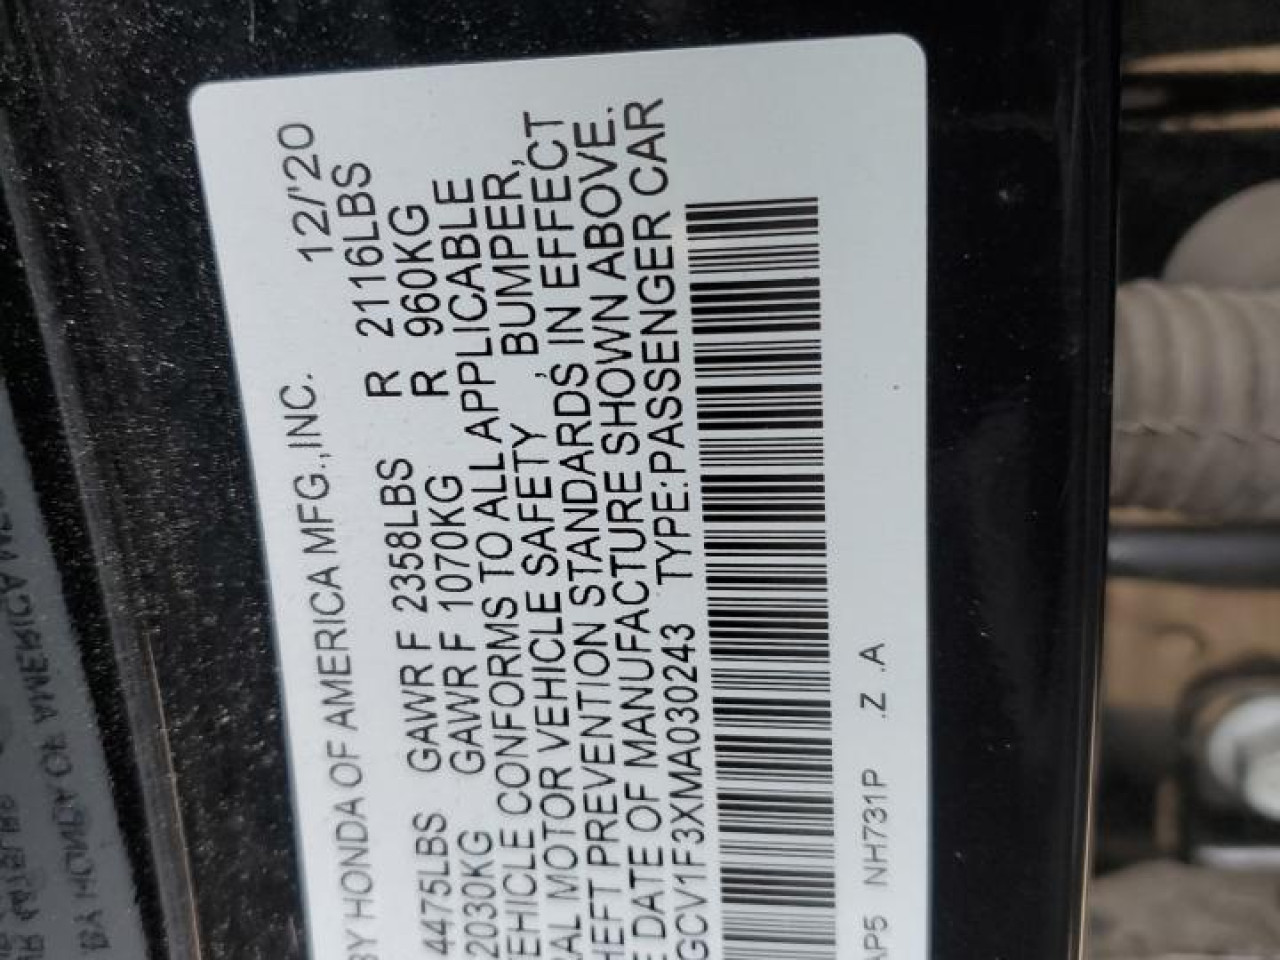 BY HONDA OF AMERICA MFG.,INC. 12/'20
4475LBS GAWR F 2358LBS R 2116LBS
2030KG GAWR F 1070KG R 960KG
VEHICLE CONFORMS TO ALL APPLICABLE
RAL MOTOR VEHICLE SAFETY , BUMPER,
HEFT PREVENTION STANDARDS IN EFFECT
E DATE OF MANUFACTURE SHOWN ABOVE.
GCV1F3XMA030243 TYPE:PASSENGER CAR
AP5 NH731P .Z .A